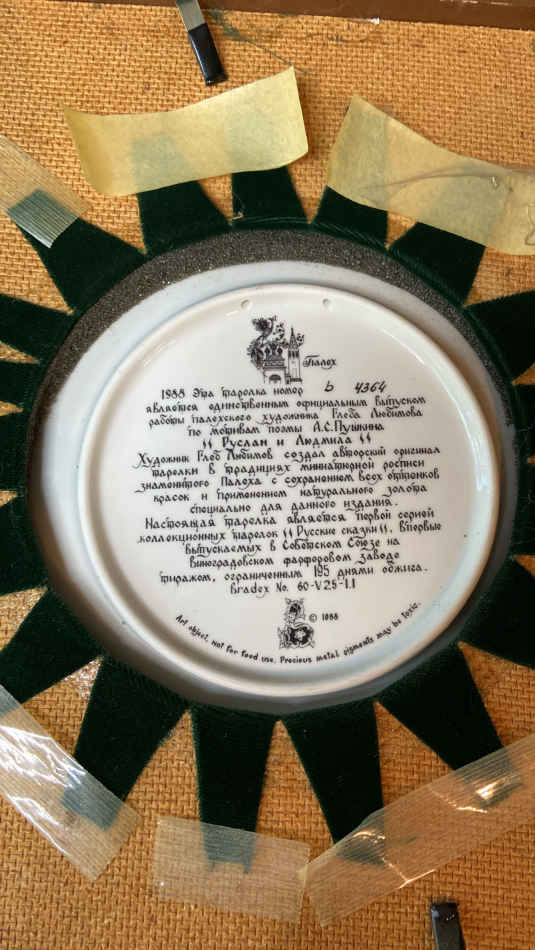 Палех
1988 Эта тарелка номер b 4364
является единственным официальным выпуском
работы палехского художника Глеба Любимова
по мотивам поэмы А.С.Пушкина
" Руслан и Людмила "
Художник Глеб Любимов создал авторский оригинал
тарелки в традициях миниатюрной росписи
знаменитого Палеха с сохранением всех оттенков
красок и применением натурального золота
специально для данного издания.
Настоящая тарелка является первой серией
коллекционных тарелок " Русские сказки ". Впервые
выпускаемых в Советском Союзе на
виноградовском фарфоровом заводе
тиражом, ограниченным 195 днями обжига.
Bradex No. 60-V25-1.1
© 1988
Art object, not for food use. Precious metal pigments may be toxic.